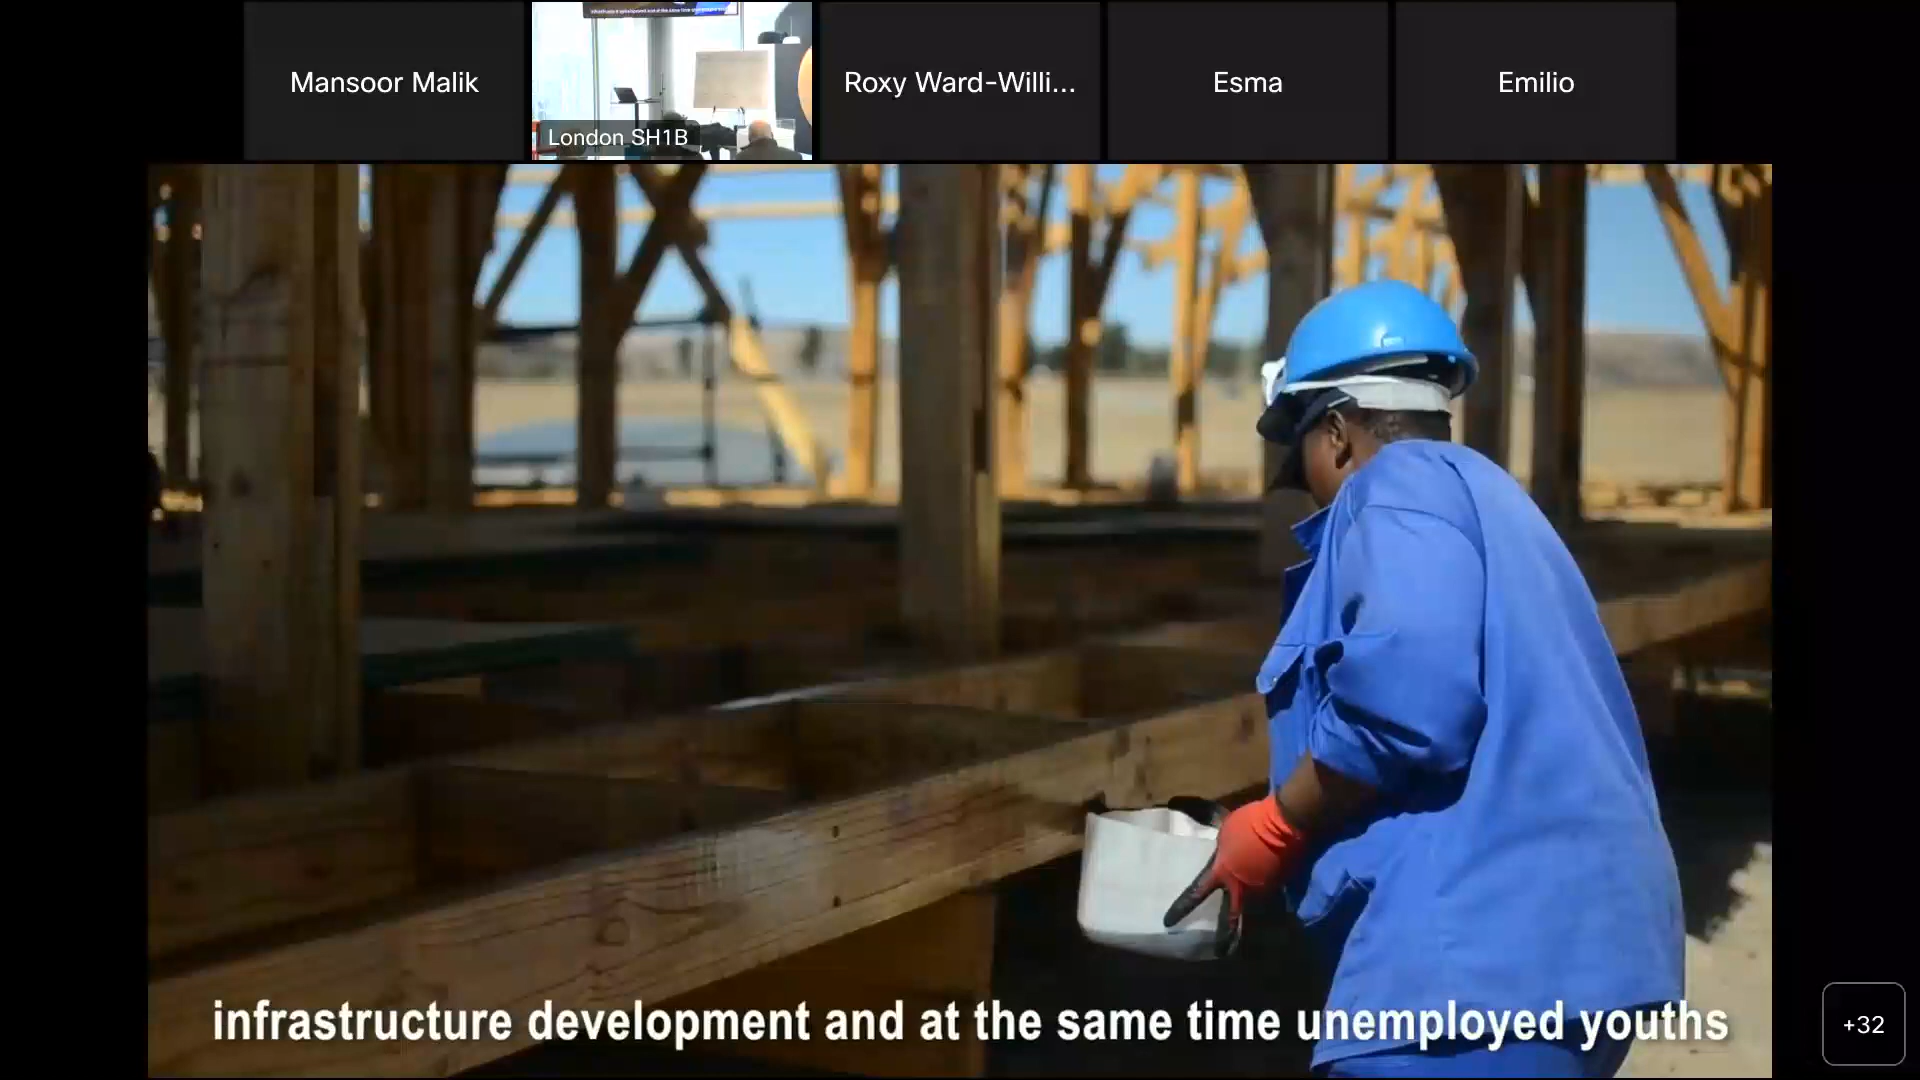 Mansoor Malik
London SH1B
Roxy Ward-Willi...
Esma
Emilio
infrastructure development and at the same time unemployed youths
+32